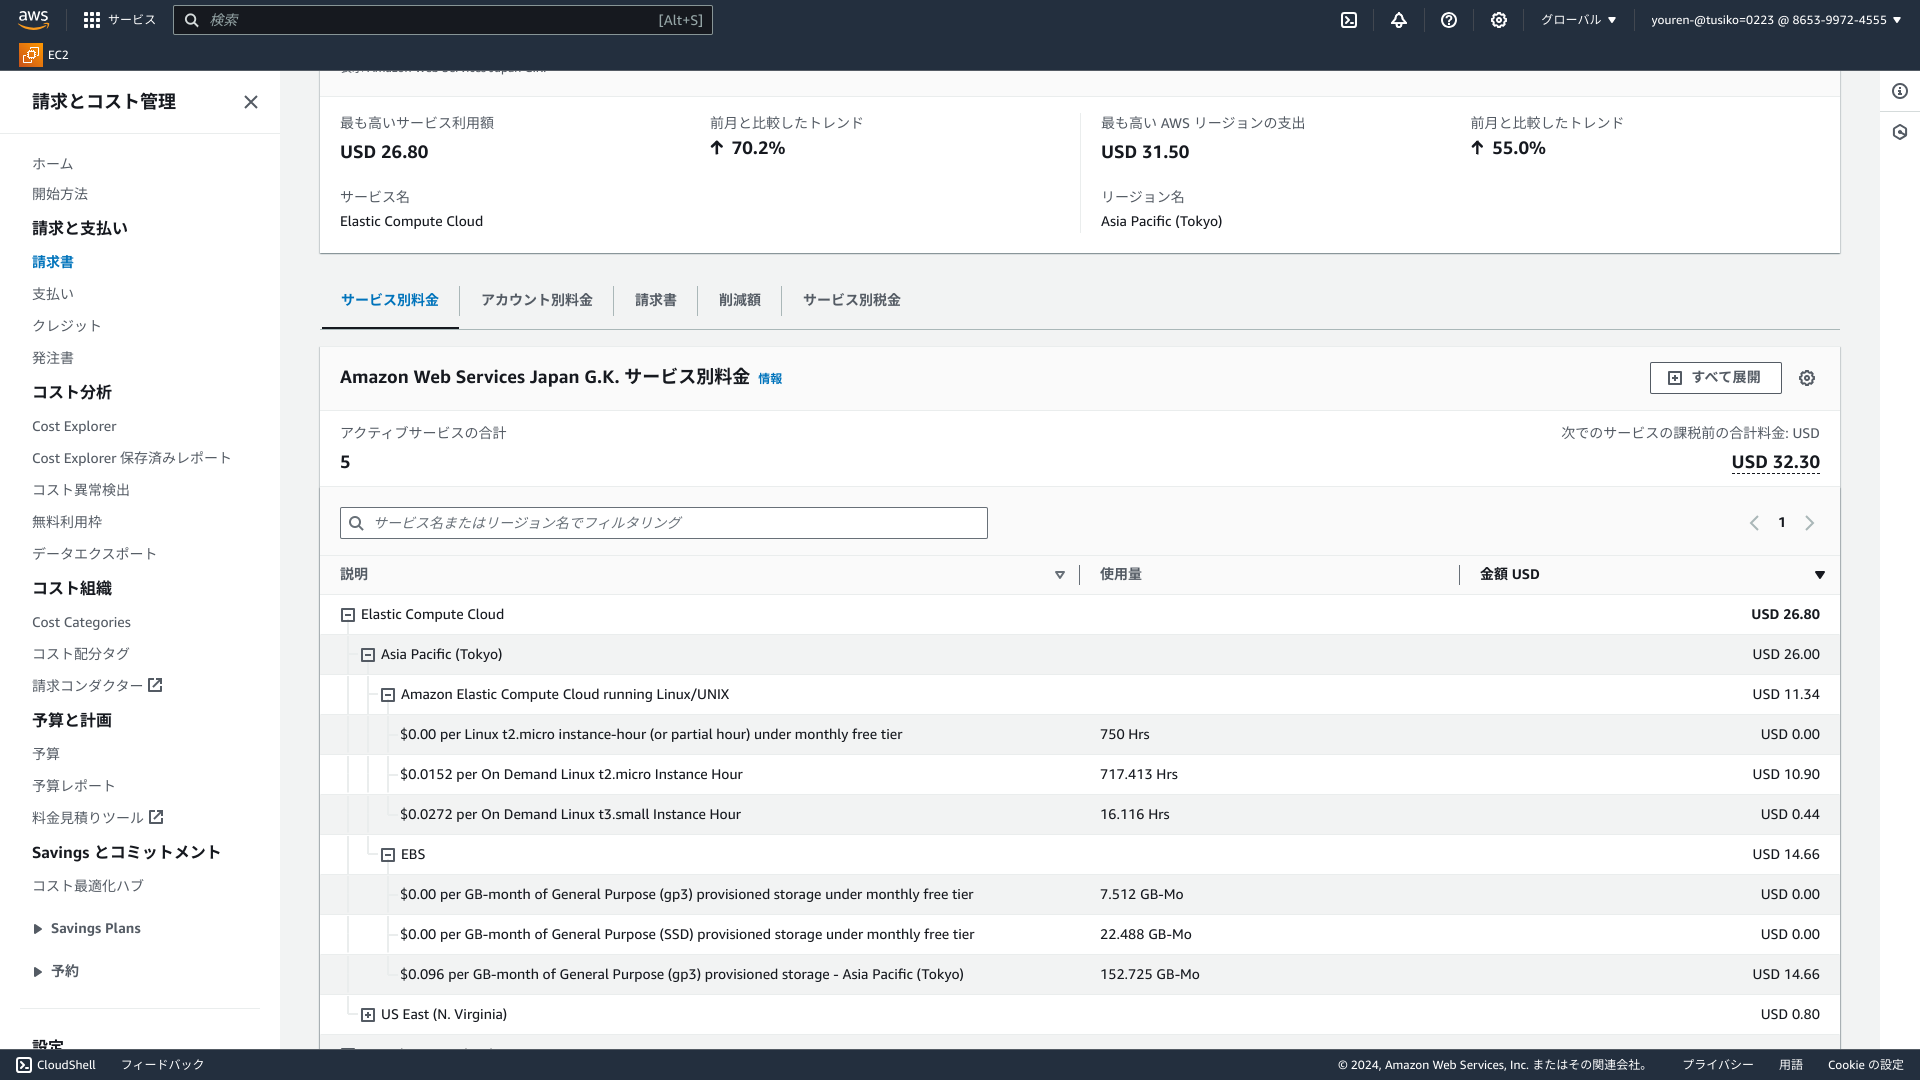 aws
サービス
検索
[Alt+S]
グローバル ▼
youren-@tusiko=0223 @ 8653-9972-4555 ▼
EC2
請求とコスト管理
ホーム
開始方法
請求と支払い
請求書
支払い
クレジット
発注書
コスト分析
Cost Explorer
Cost Explorer 保存済みレポート
コスト異常検出
無料利用枠
データエクスポート
コスト組織
Cost Categories
コスト配分タグ
請求コンダクター
予算と計画
予算
予算レポート
料金見積りツール
Savings とコミットメント
コスト最適化ハブ
Savings Plans
予約
設定
最も高いサービス利用額
USD 26.80
前月と比較したトレンド
↑ 70.2%
サービス名
Elastic Compute Cloud
最も高い AWS リージョンの支出
USD 31.50
前月と比較したトレンド
↑ 55.0%
リージョン名
Asia Pacific (Tokyo)
サービス別料金
アカウント別料金
請求書
削減額
サービス別税金
Amazon Web Services Japan G.K. サービス別料金 情報
すべて展開
アクティブサービスの合計
5
次でのサービスの課税前の合計料金: USD
USD 32.30
サービス名またはリージョン名でフィルタリング
1
説明
使用量
金額 USD
Elastic Compute Cloud
USD 26.80
Asia Pacific (Tokyo)
USD 26.00
Amazon Elastic Compute Cloud running Linux/UNIX
USD 11.34
$0.00 per Linux t2.micro instance-hour (or partial hour) under monthly free tier
750 Hrs
USD 0.00
$0.0152 per On Demand Linux t2.micro Instance Hour
717.413 Hrs
USD 10.90
$0.0272 per On Demand Linux t3.small Instance Hour
16.116 Hrs
USD 0.44
EBS
USD 14.66
$0.00 per GB-month of General Purpose (gp3) provisioned storage under monthly free tier
7.512 GB-Mo
USD 0.00
$0.00 per GB-month of General Purpose (SSD) provisioned storage under monthly free tier
22.488 GB-Mo
USD 0.00
$0.096 per GB-month of General Purpose (gp3) provisioned storage - Asia Pacific (Tokyo)
152.725 GB-Mo
USD 14.66
US East (N. Virginia)
USD 0.80
CloudShell
フィードバック
© 2024, Amazon Web Services, Inc. またはその関連会社。
プライバシー
用語
Cookie の設定